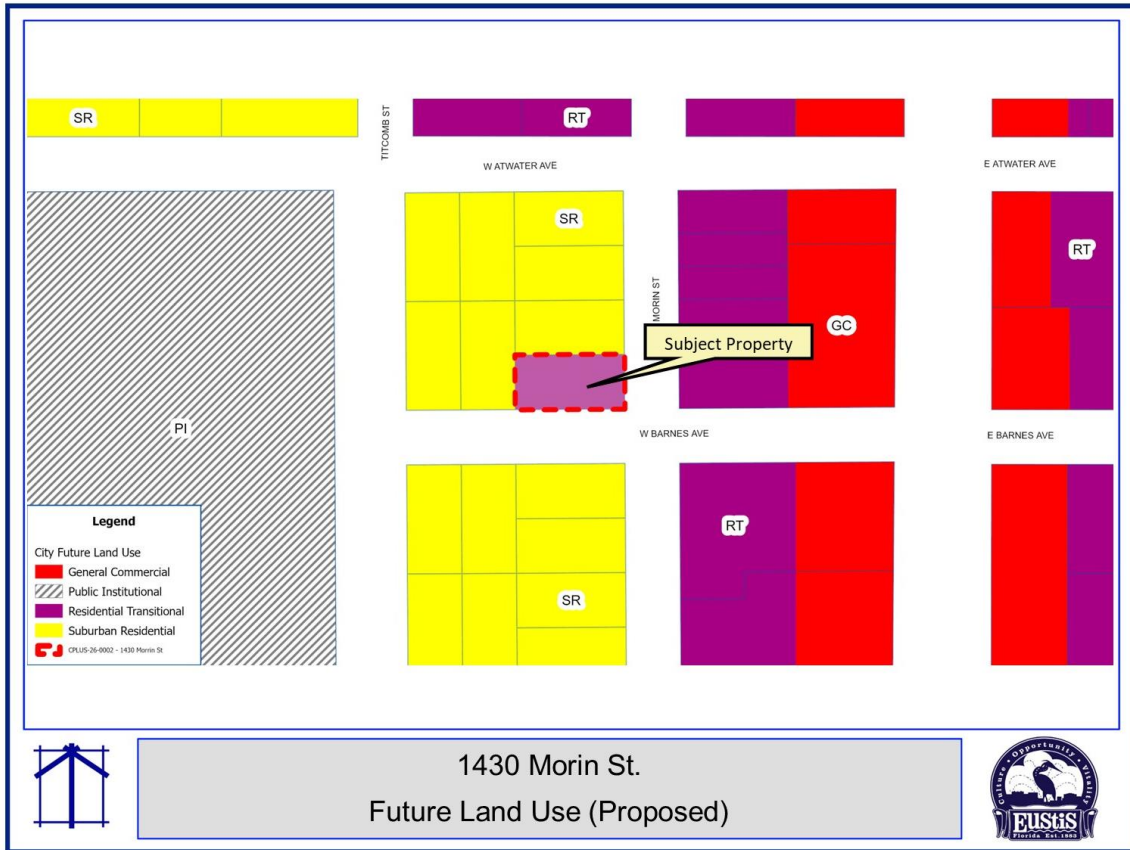 SR
TITCOMB ST
RT
W ATWATER AVE
E ATWATER AVE
SR
RT
MORIN ST
GC
Subject Property
PI
W BARNES AVE
E BARNES AVE
RT
SR
Legend
City Future Land Use
General Commercial
Public Institutional
Residential Transitional
Suburban Residential
CPLUS-26-0002 - 1430 Morrin St
1430 Morin St.
Future Land Use (Proposed)
Culture • Opportunity • Vitality
EUSTIS
Florida Est.1883